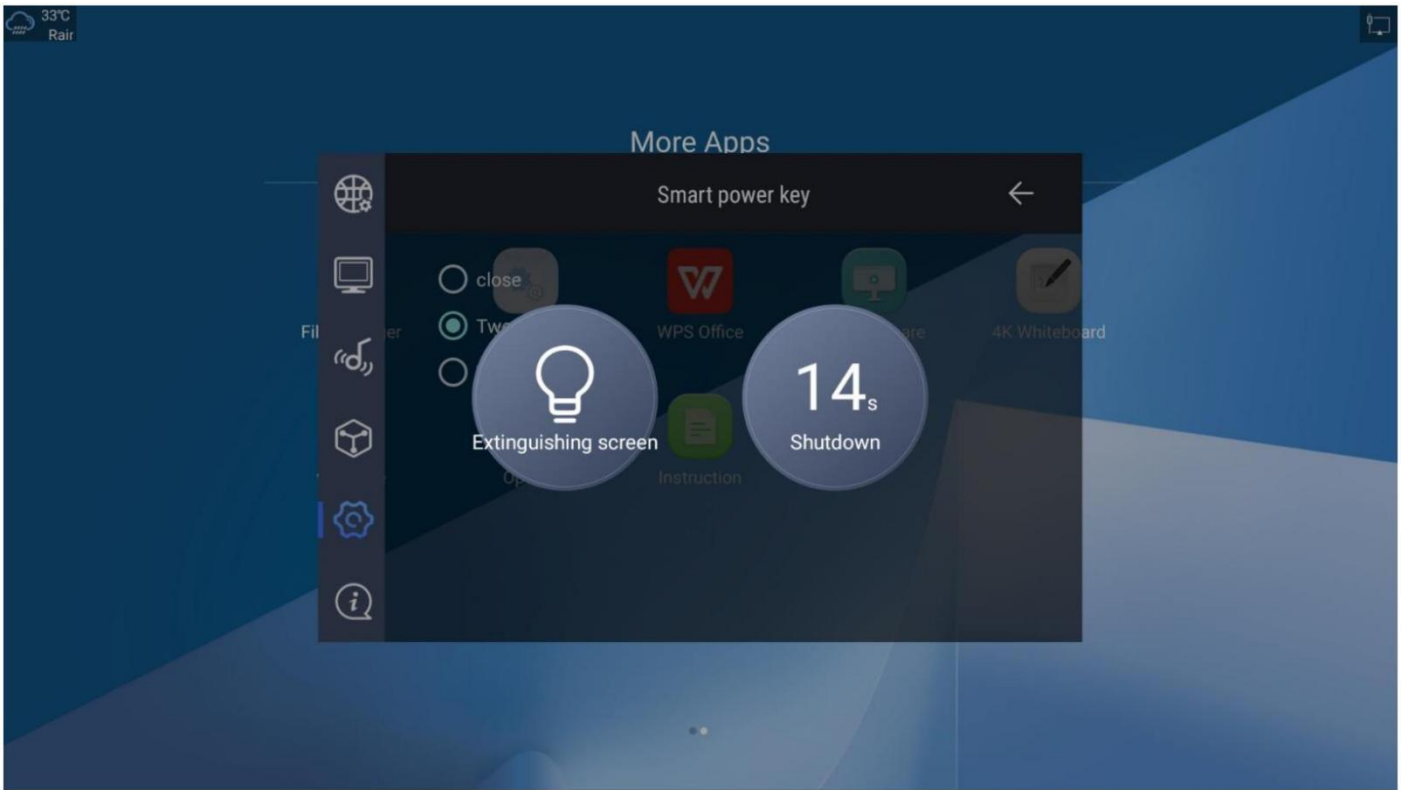 33℃
Rair
More Apps
Smart power key
close
WPS Office
4K Whiteboard
14s
Extinguishing screen
Shutdown
Instruction